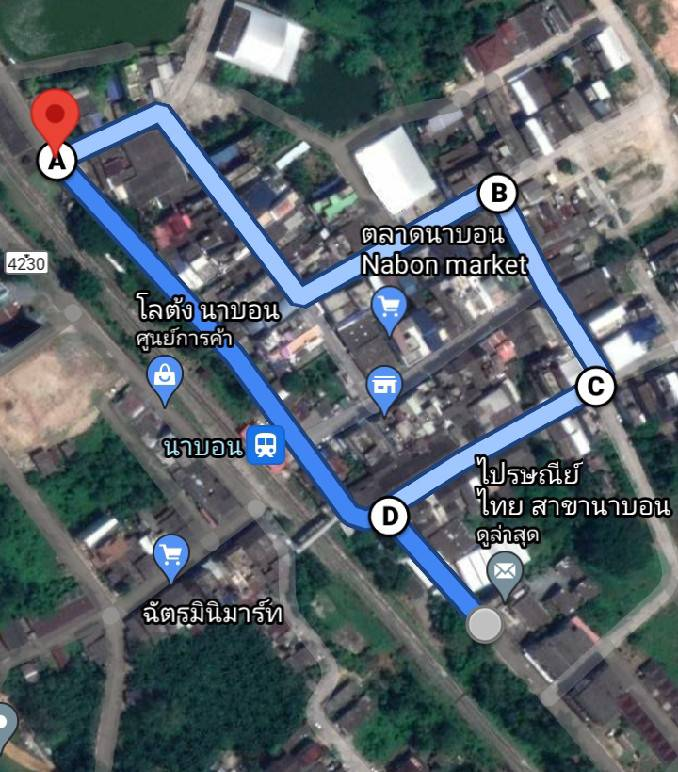 A
B
ตลาดนาบอน
Nabon market
4230
โลตัง นาบอน
ศูนย์การค้า
C
นาบอน
D
ไปรษณีย์
ไทย สาขานาบอน
ดูล่าสุด
ฉัตรมินิมาร์ท